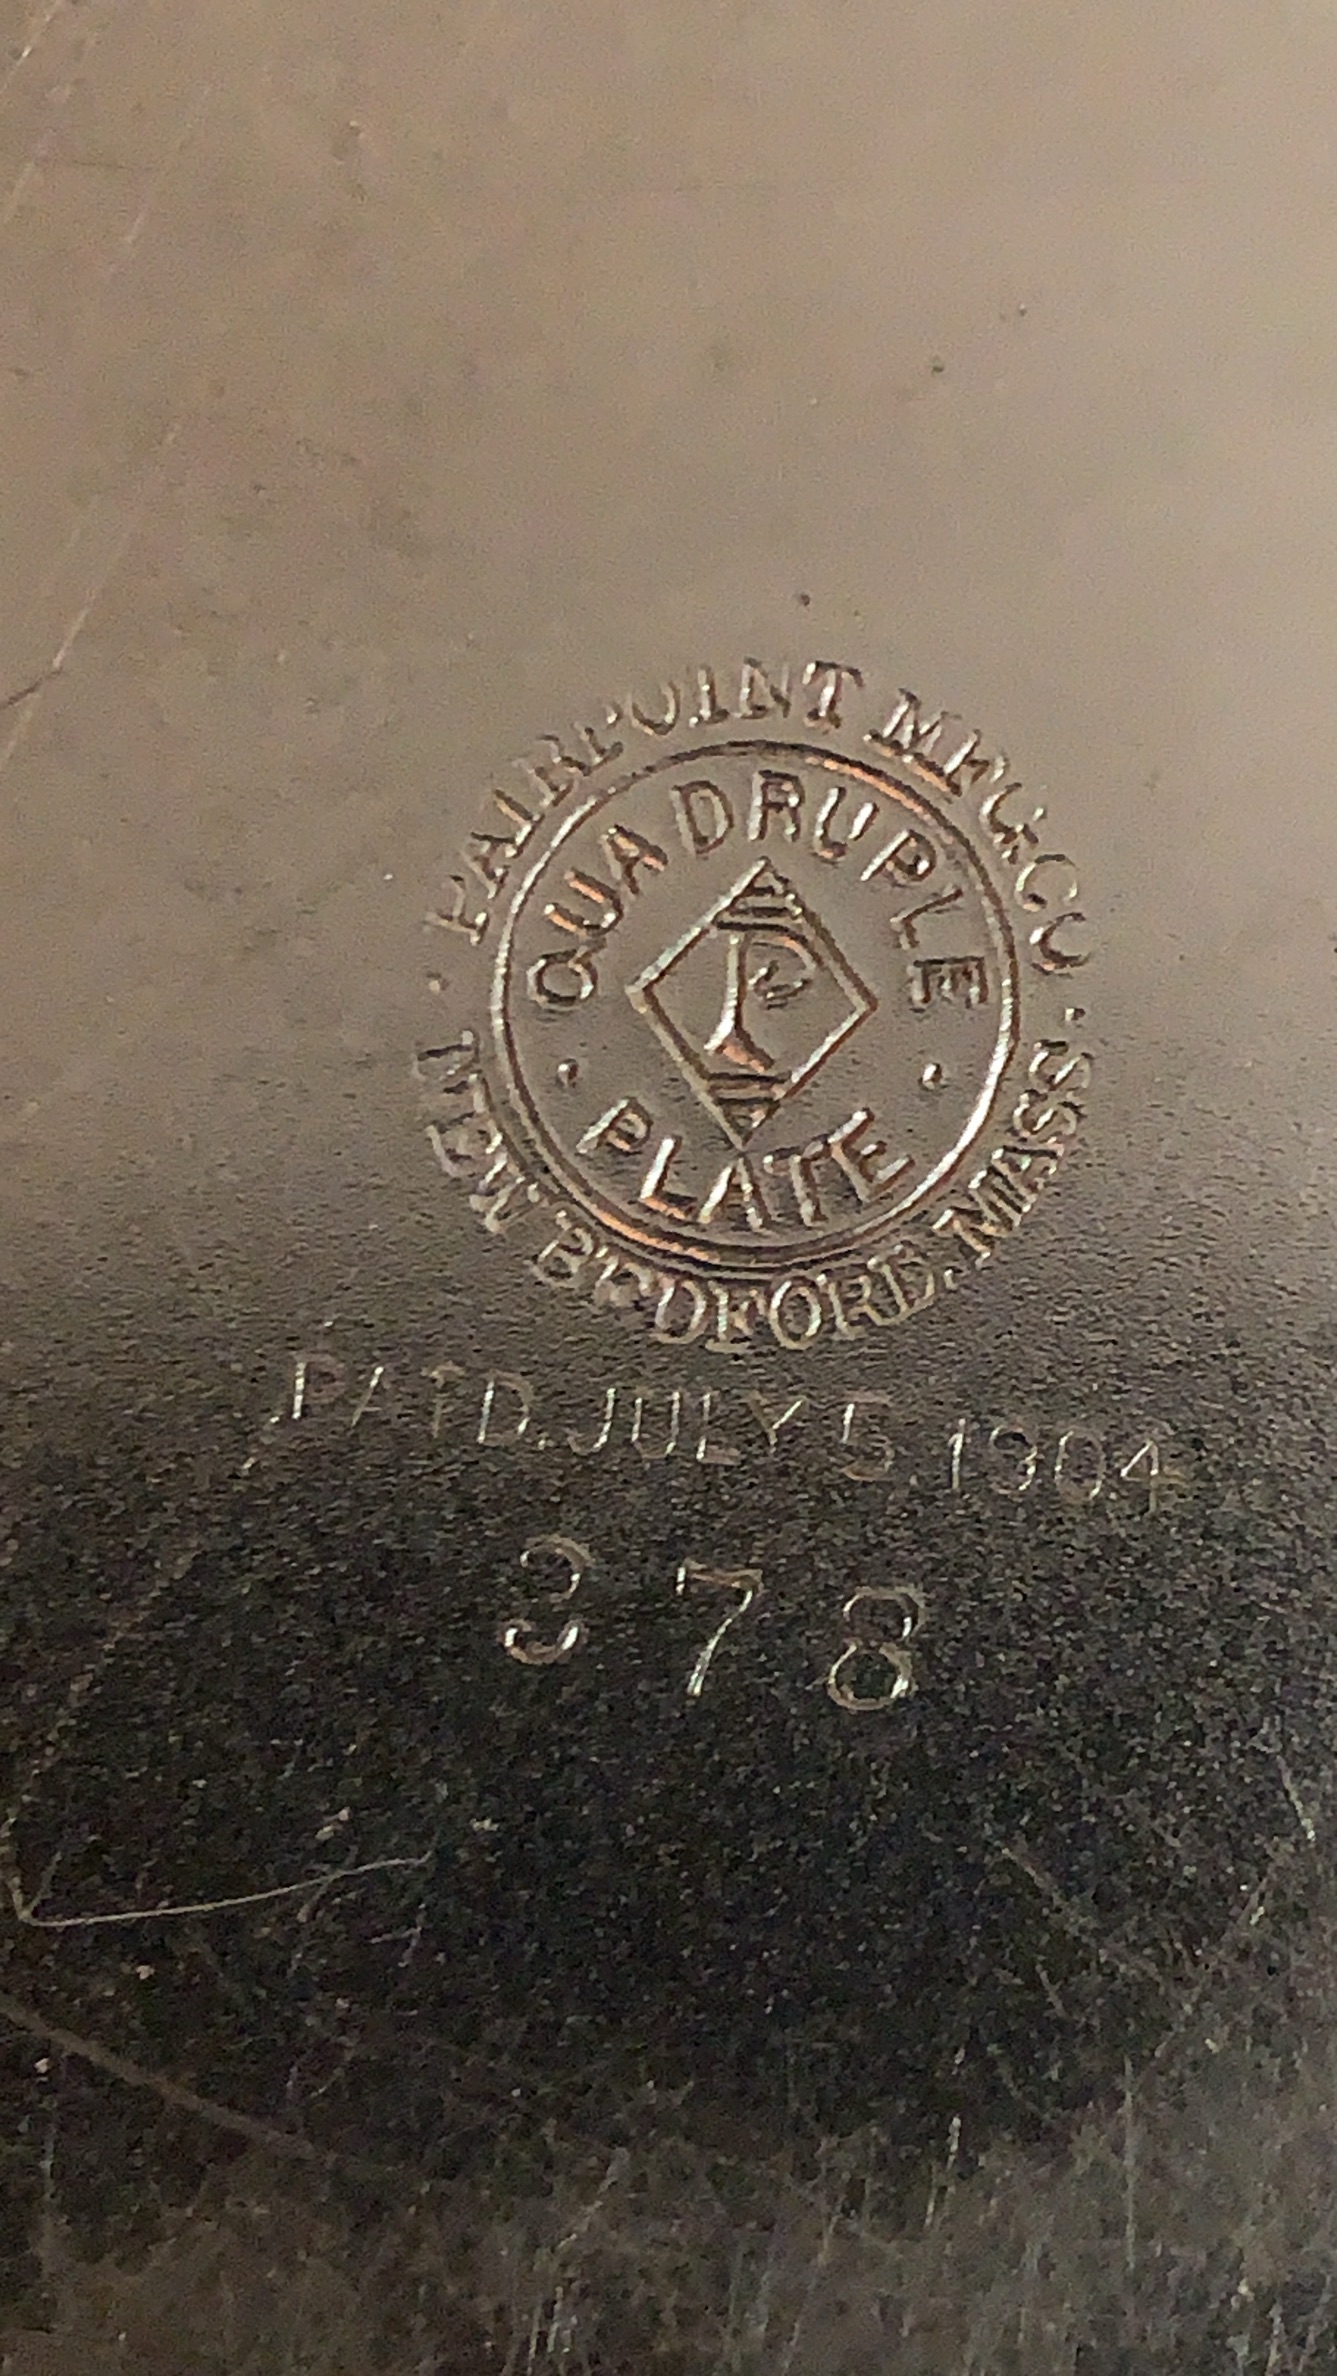 PAIRPOINT MFG. CO.
NEW BEDFORD, MASS.
QUADRUPLE
PLATE
P
PAT'D. JULY 5, 1904
378